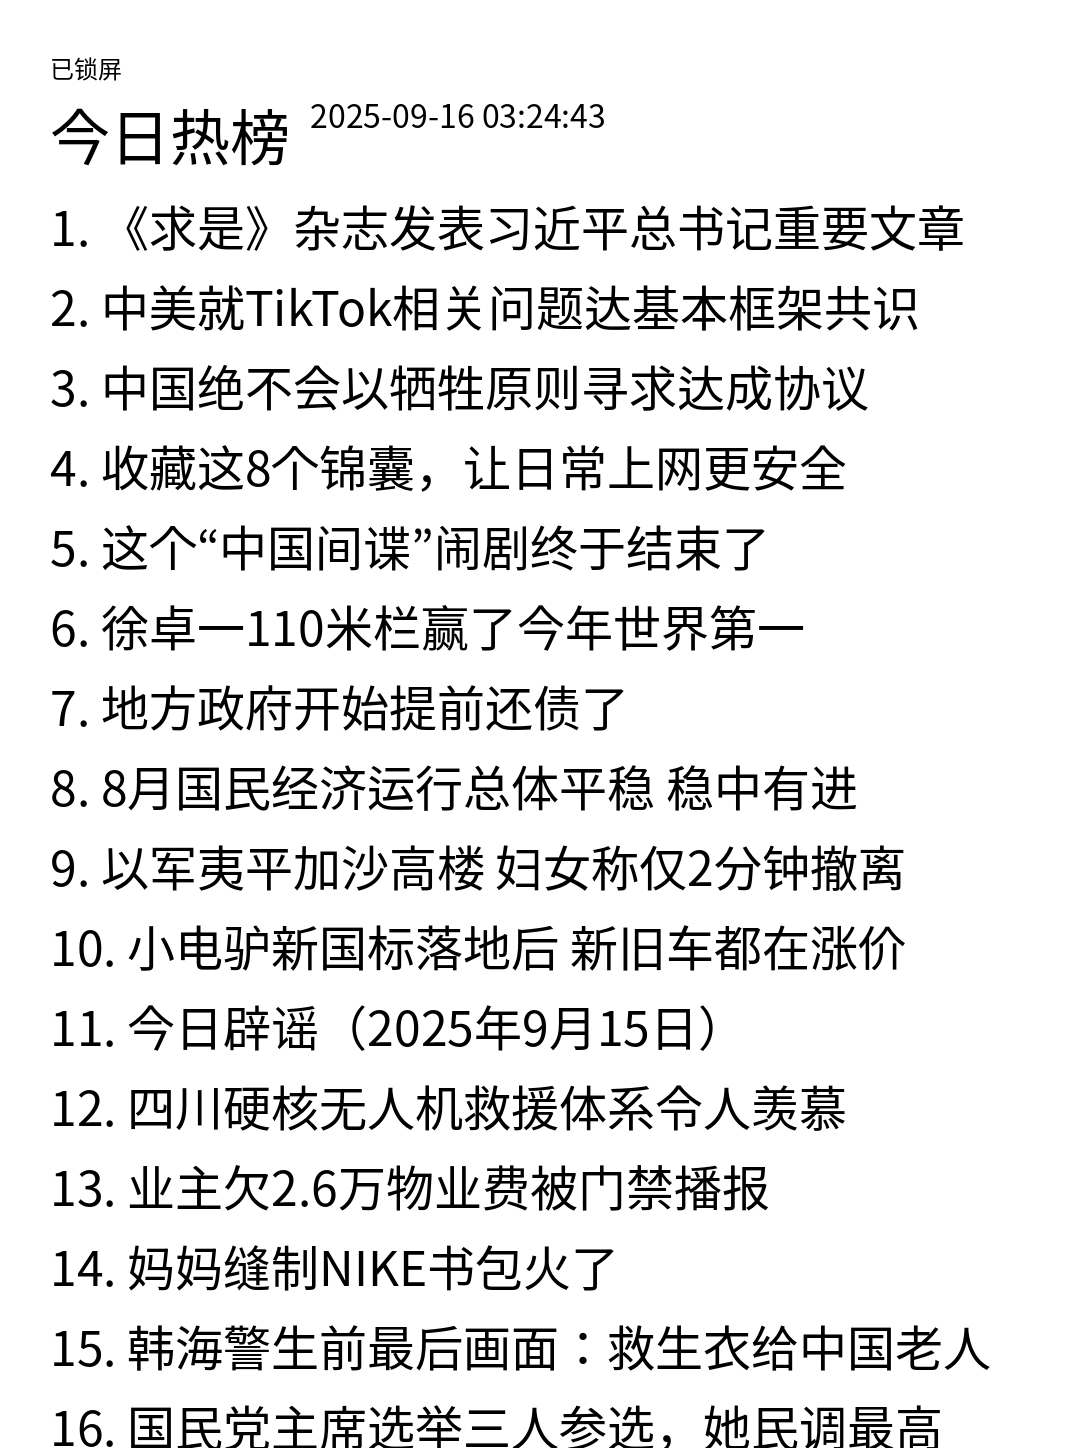 已锁屏
今日热榜 2025-09-16 03:24:43
1. 《求是》杂志发表习近平总书记重要文章
2. 中美就TikTok相关问题达基本框架共识
3. 中国绝不会以牺牲原则寻求达成协议
4. 收藏这8个锦囊，让日常上网更安全
5. 这个“中国间谍”闹剧终于结束了
6. 徐卓一110米栏赢了今年世界第一
7. 地方政府开始提前还债了
8. 8月国民经济运行总体平稳 稳中有进
9. 以军夷平加沙高楼 妇女称仅2分钟撤离
10. 小电驴新国标落地后 新旧车都在涨价
11. 今日辟谣（2025年9月15日）
12. 四川硬核无人机救援体系令人羡慕
13. 业主欠2.6万物业费被门禁播报
14. 妈妈缝制NIKE书包火了
15. 韩海警生前最后画面：救生衣给中国老人
16. 国民党主席选举三人参选，她民调最高